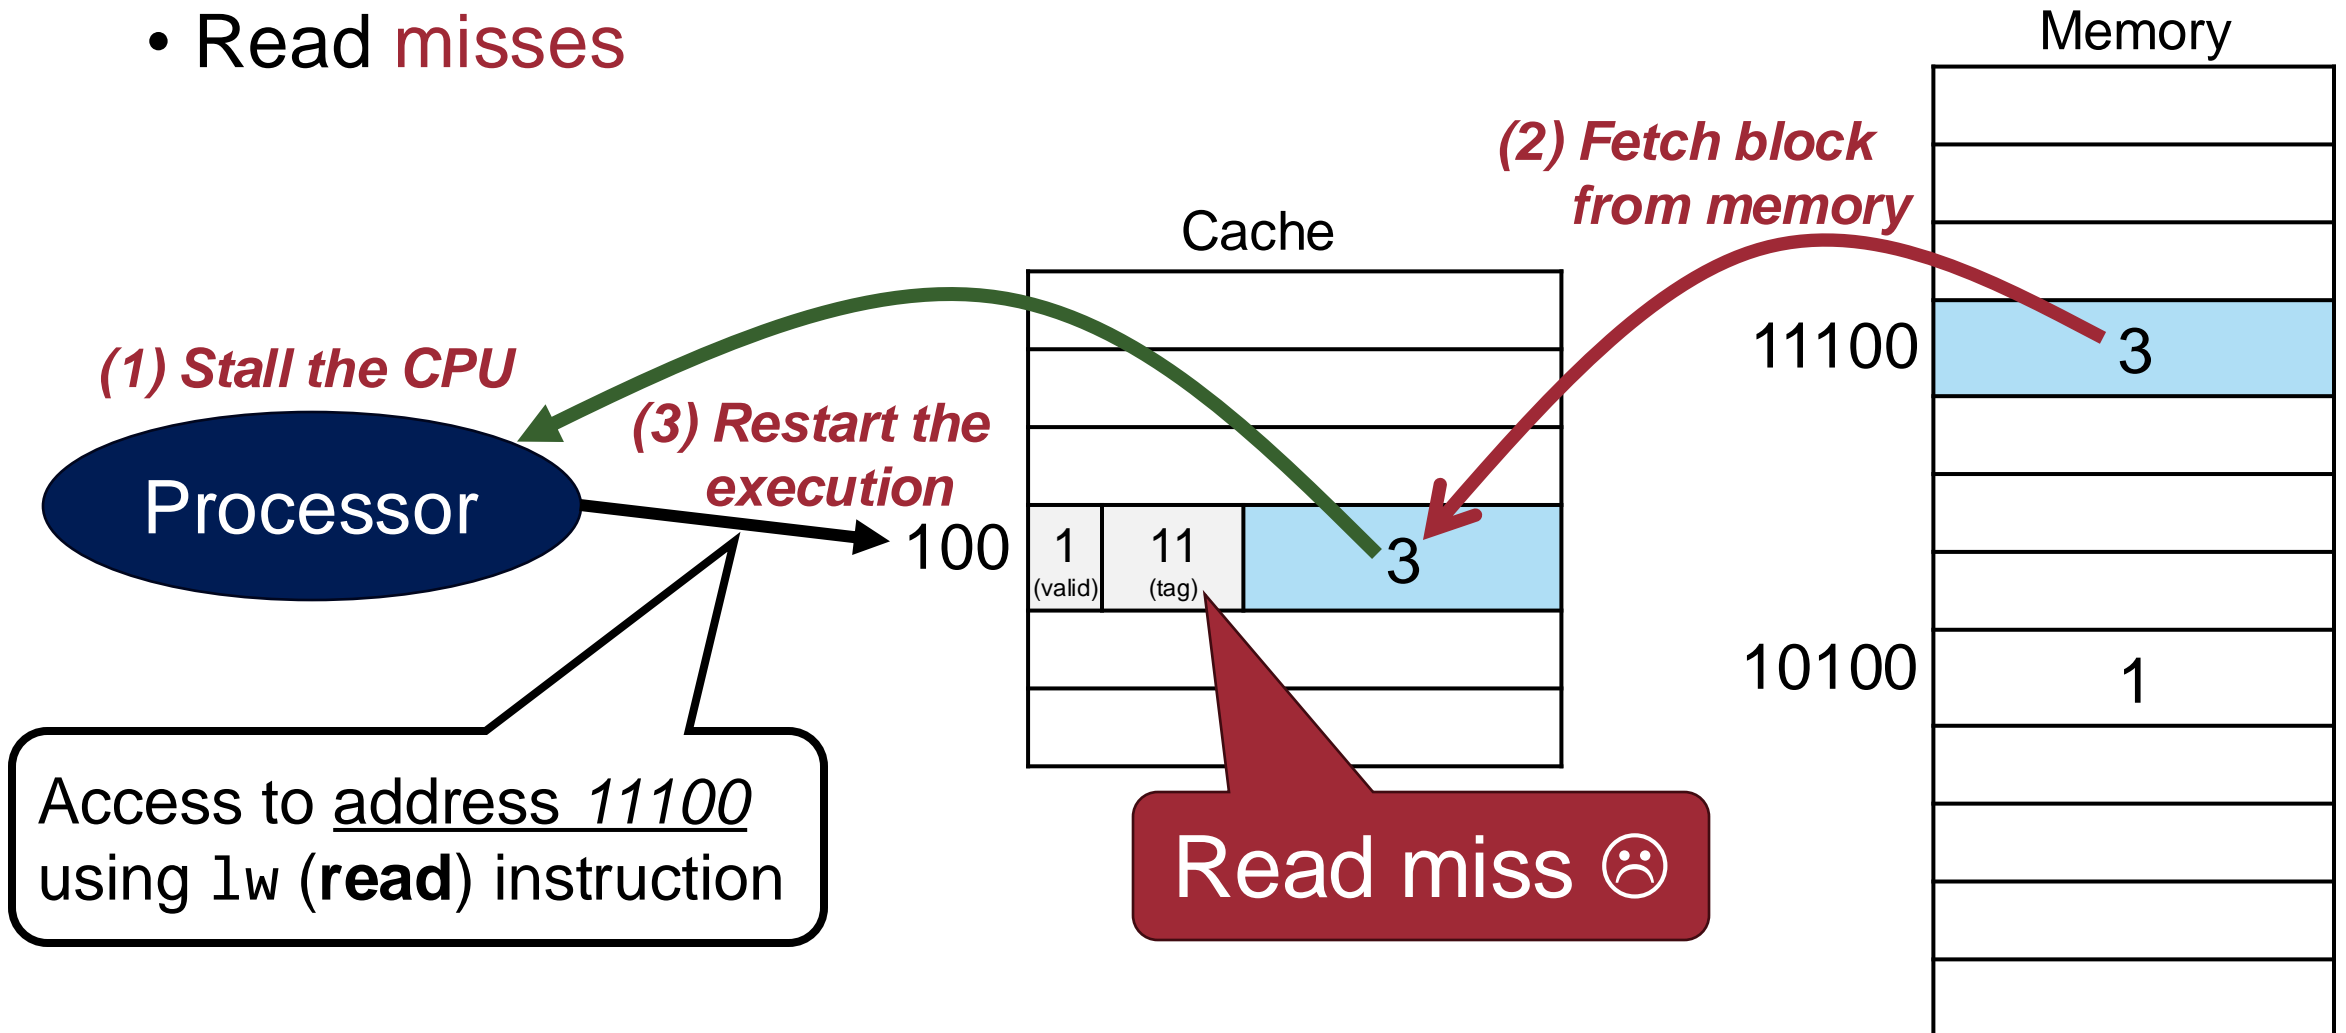 • Read misses
Memory
(2) Fetch block
from memory
Cache
11100
3
(1) Stall the CPU
(3) Restart the
execution
Processor
100
1
(valid)
11
(tag)
3
10100
1
Access to address 11100
using lw (read) instruction
Read miss ☹